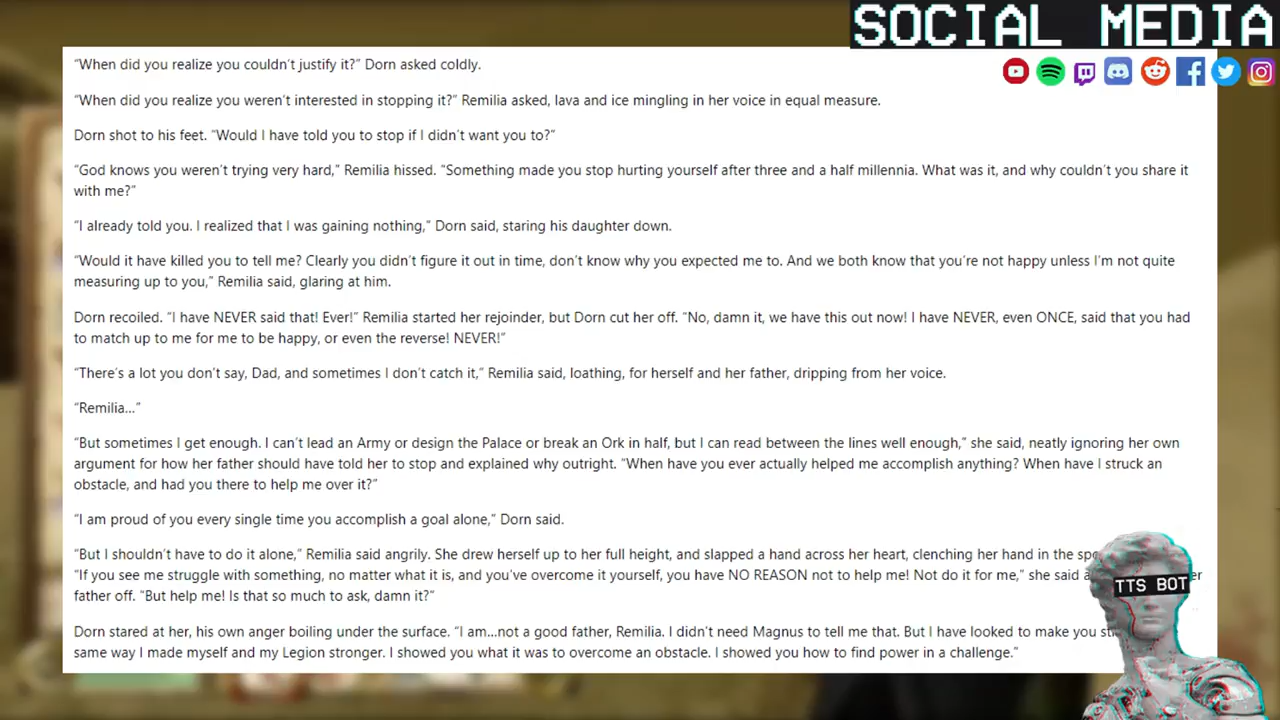 SOCIAL MEDIA
“When did you realize you couldn’t justify it?” Dorn asked coldly.
“When did you realize you weren’t interested in stopping it?” Remilia asked, lava and ice mingling in her voice in equal measure.
Dorn shot to his feet. “Would I have told you to stop if I didn’t want you to?”
“God knows you weren’t trying very hard,” Remilia hissed. “Something made you stop hurting yourself after three and a half millennia. What was it, and why couldn’t you share it
with me?”
“I already told you. I realized that I was gaining nothing,” Dorn said, staring his daughter down.
“Would it have killed you to tell me? Clearly you didn’t figure it out in time, don’t know why you expected me to. And we both know that you’re not happy unless I’m not quite
measuring up to you,” Remilia said, glaring at him.
Dorn recoiled. “I have NEVER said that! Ever!” Remilia started her rejoinder, but Dorn cut her off. “No, damn it, we have this out now! I have NEVER, even ONCE, said that you had
to match up to me for me to be happy, or even the reverse! NEVER!”
“There’s a lot you don’t say, Dad, and sometimes I don’t catch it,” Remilia said, loathing, for herself and her father, dripping from her voice.
“Remilia…”
“But sometimes I get enough. I can’t lead an Army or design the Palace or break an Ork in half, but I can read between the lines well enough,” she said, neatly ignoring her own
argument for how her father should have told her to stop and explained why outright. “When have you ever actually helped me accomplish anything? When have I struck an
obstacle, and had you there to help me over it?”
“I am proud of you every single time you accomplish a goal alone,” Dorn said.
“But I shouldn’t have to do it alone,” Remilia said angrily. She drew herself up to her full height, and slapped a hand across her heart, clenching her hand in the
“If you see me struggle with something, no matter what it is, and you’ve overcome it yourself, you have NO REASON not to help me! Not do it for me,” she said
father off. “But help me! Is that so much to ask, damn it?”
Dorn stared at her, his own anger boiling under the surface. “I am…not a good father, Remilia. I didn’t need Magnus to tell me that. But I have looked to make you
same way I made myself and my Legion stronger. I showed you what it was to overcome an obstacle. I showed you how to find power in a challenge.”
TTS BOT